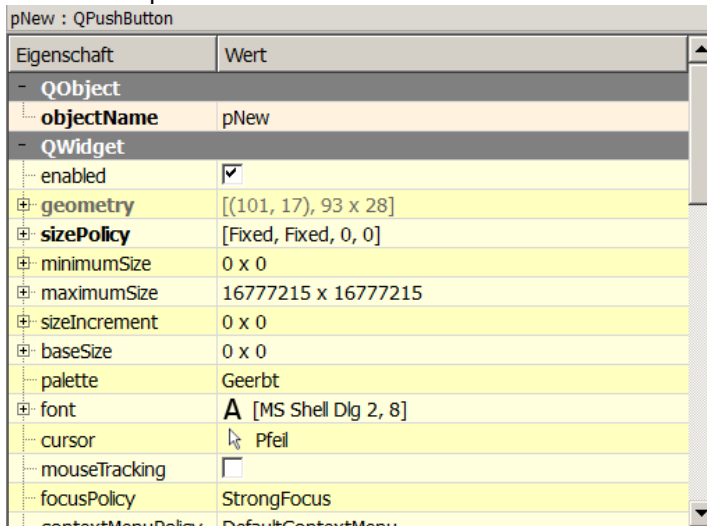 pNew : QPushButton
Eigenschaft Wert
QObject
objectName pNew
QWidget
enabled
geometry [(101, 17), 93 x 28]
sizePolicy [Fixed, Fixed, 0, 0]
minimumSize 0 x 0
maximumSize 16777215 x 16777215
sizeIncrement 0 x 0
baseSize 0 x 0
palette Geerbt
font A [MS Shell Dlg 2, 8]
cursor Pfeil
mouseTracking
focusPolicy StrongFocus
contextMenuPolicy DefaultContextMenu